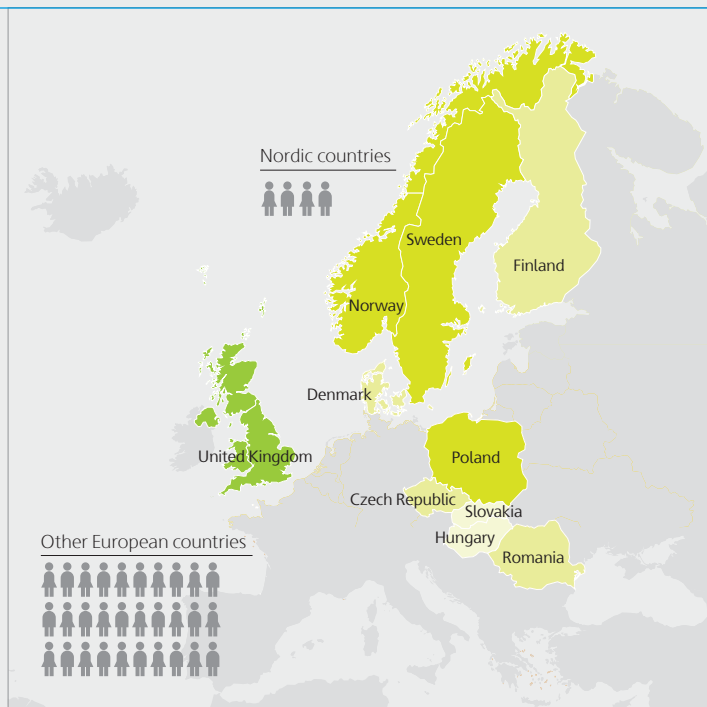 Nordic countries
Sweden
Finland
Norway
Denmark
United Kingdom
Poland
Czech Republic
Slovakia
Hungary
Romania
Other European countries